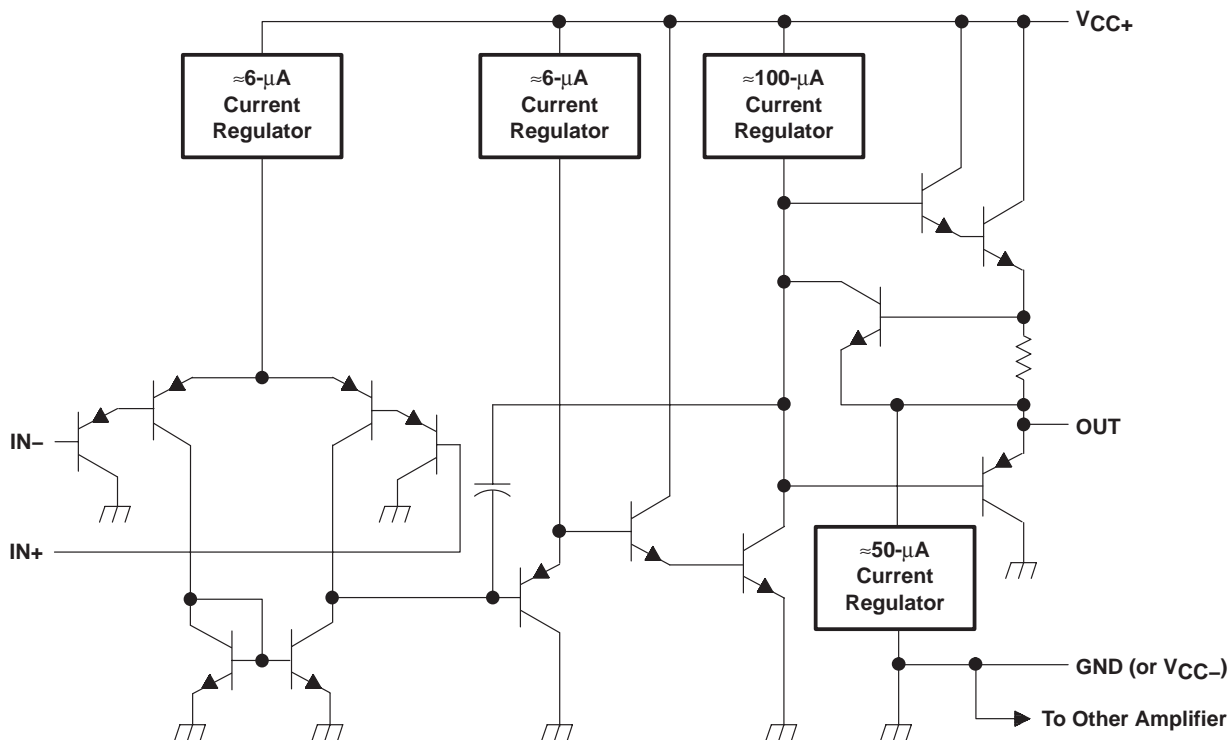 VCC+
≈6-µA
Current
Regulator
≈6-µA
Current
Regulator
≈100-µA
Current
Regulator
IN−
OUT
IN+
≈50-µA
Current
Regulator
GND (or VCC−)
To Other Amplifier